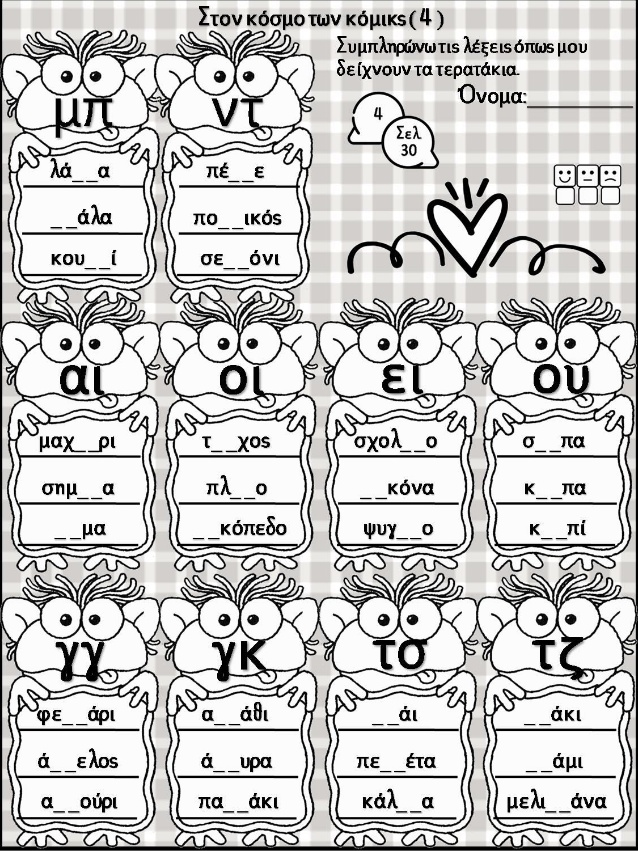 Στον κόσμο των κόμικς ( 4 )
Συμπληρώνω τις λέξεις όπως μου
δείχνουν τα τερατάκια.
Όνομα:___________
4
Σελ
30
μπ
λά__α
__άλα
κου__ί
ντ
πέ__ε
πο__ικός
σε__όνι
αι
μαχ__ρι
σημ__α
__μα
οι
τ__χος
πλ__ο
__κόπεδο
ει
σχολ__ο
__κόνα
ψυγ__ο
ου
σ__πα
κ__πα
κ__πί
γγ
φε__άρι
ά__ελος
α__ούρι
γκ
α__άθι
ά__υρα
πα__άκι
τσ
__άι
πε__έτα
κάλ__α
τζ
__άκι
__άμι
μελι__άνα